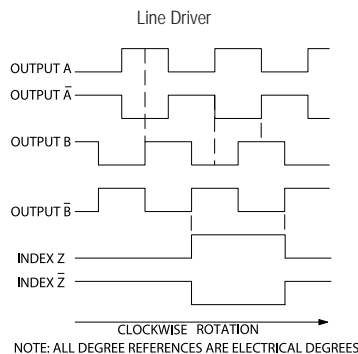 Line Driver
OUTPUT A
OUTPUT A̅
OUTPUT B
OUTPUT B̅
INDEX Z
INDEX Z̅
CLOCKWISE ROTATION
NOTE: ALL DEGREE REFERENCES ARE ELECTRICAL DEGREES